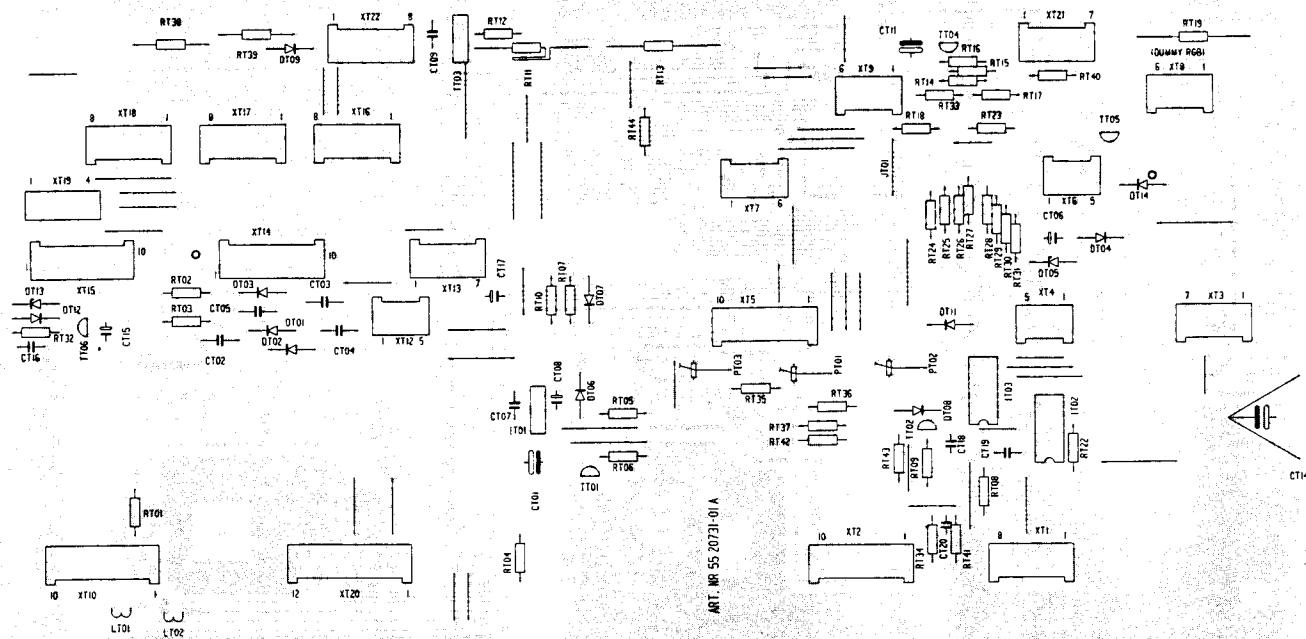 RT38
RT39
DT09
1 XT22 8
CT09
TT03
RT12
RT11
RT13
RT44
CT11
TT04
RT16
RT15
RT14
RT33
RT17
RT40
1 XT21 7
RT19
(DUMMY RGB)
6 XT8 1
6 XT9 1
RT18
RT23
TT05
8 XT18 1
8 XT17 1
8 XT16 1
1 XT19 4
JT01
1 XT7 6
1 XT6 5
DT14
CT06
DT04
DT05
RT24
RT25
RT26
RT27
RT28
RT29
RT30
RT31
XT15 10
XT14 10
1 XT13 7
CT17
RT10
RT07
DT07
DT13
DT12
RT32
CT16
TT06
CT15
RT02
RT03
DT03
CT05
CT03
DT01
CT02
DT02
CT04
1 XT12 5
10 XT5 1
DT11
5 XT4 1
7 XT3 1
PT03
PT01
PT02
RT35
RT36
RT37
RT42
CT07
IT01
CT08
DT06
RT05
RT06
CT01
TT01
DT08
TT02
RT43
RT09
CT18
CT19
IT03
IT02
RT22
RT08
CT14
RT01
10 XT10 1
LT01
LT02
12 XT20 1
RT04
ART. NR 55 20731-01A
10 XT2 1
RT34
CT20
RT41
8 XT1 1